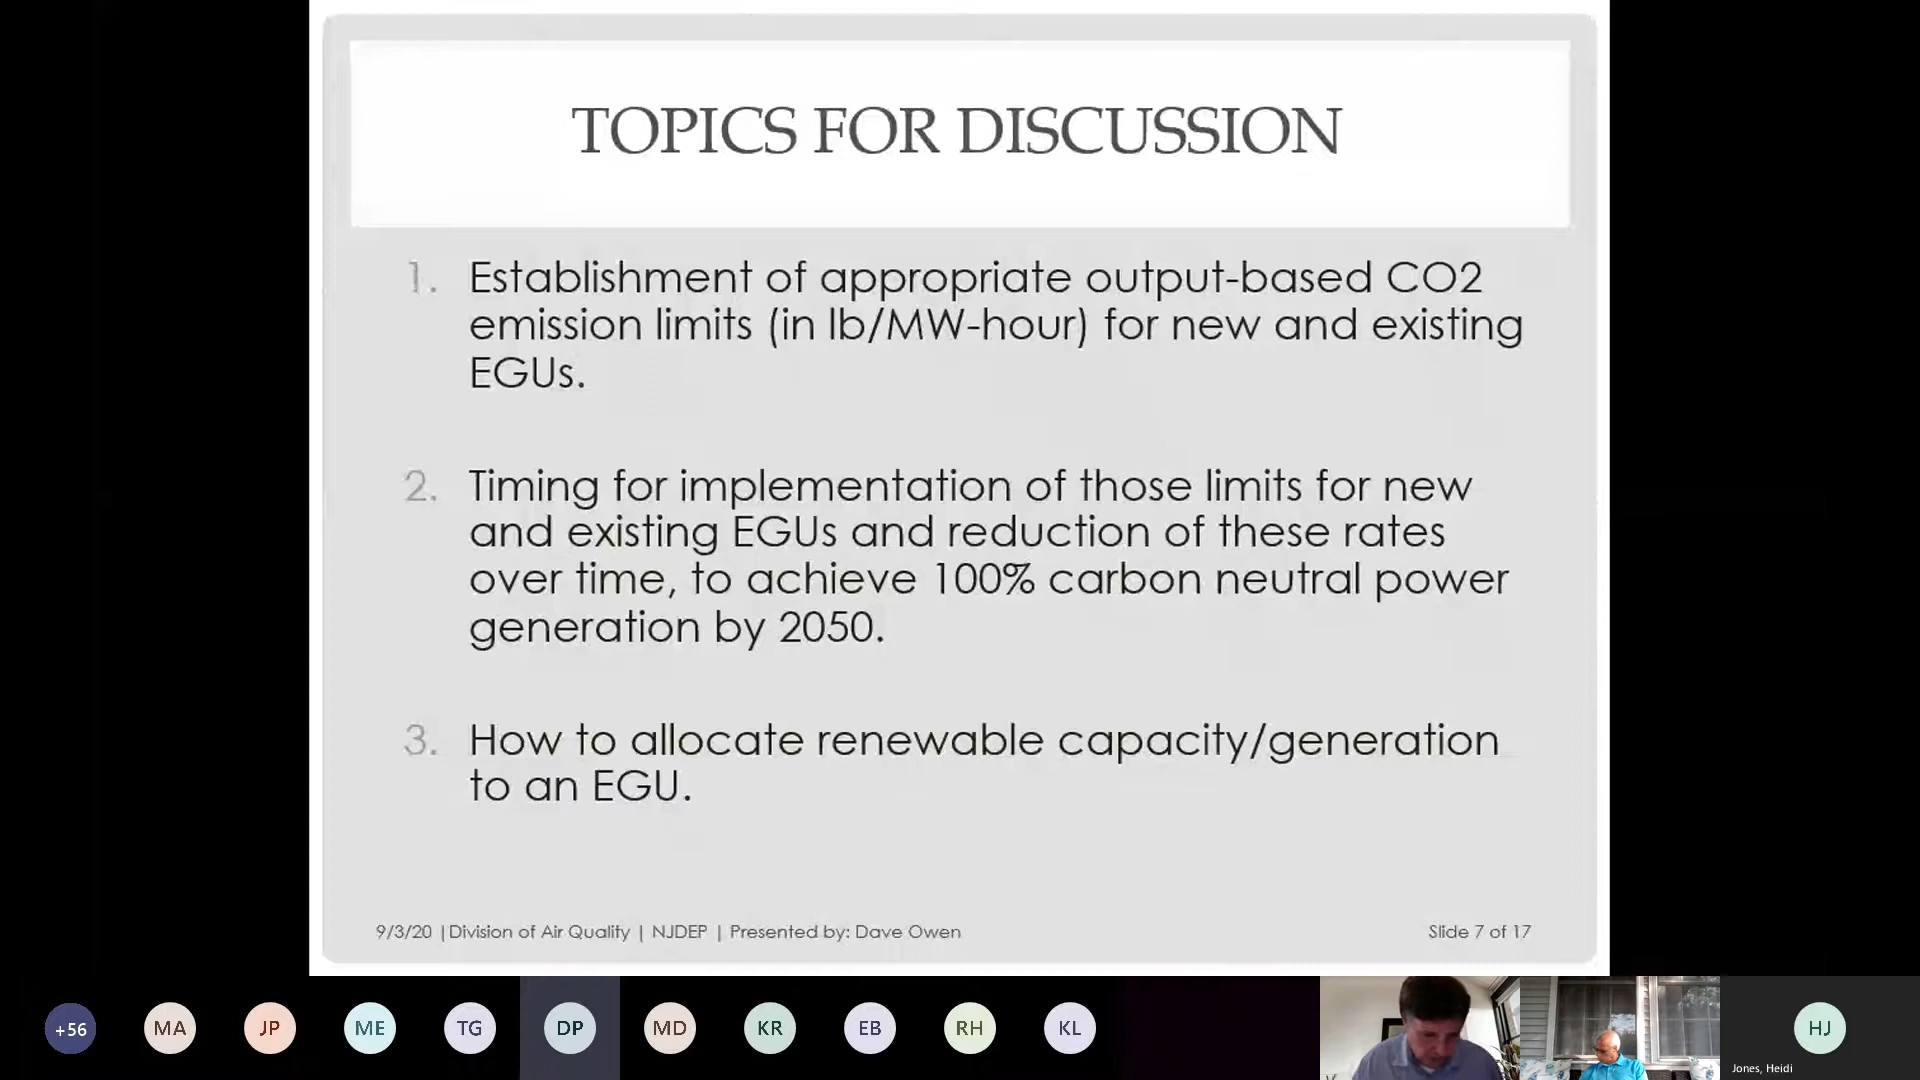 TOPICS FOR DISCUSSION
1. Establishment of appropriate output-based CO2
emission limits (in lb/MW-hour) for new and existing
EGUs.
2. Timing for implementation of those limits for new
and existing EGUs and reduction of these rates
over time, to achieve 100% carbon neutral power
generation by 2050.
3. How to allocate renewable capacity/generation
to an EGU.
9/3/20 |Division of Air Quality | NJDEP | Presented by: Dave Owen
Slide 7 of 17
+56
MA
JP
ME
TG
DP
MD
KR
EB
RH
KL
HJ
Jones, Heidi